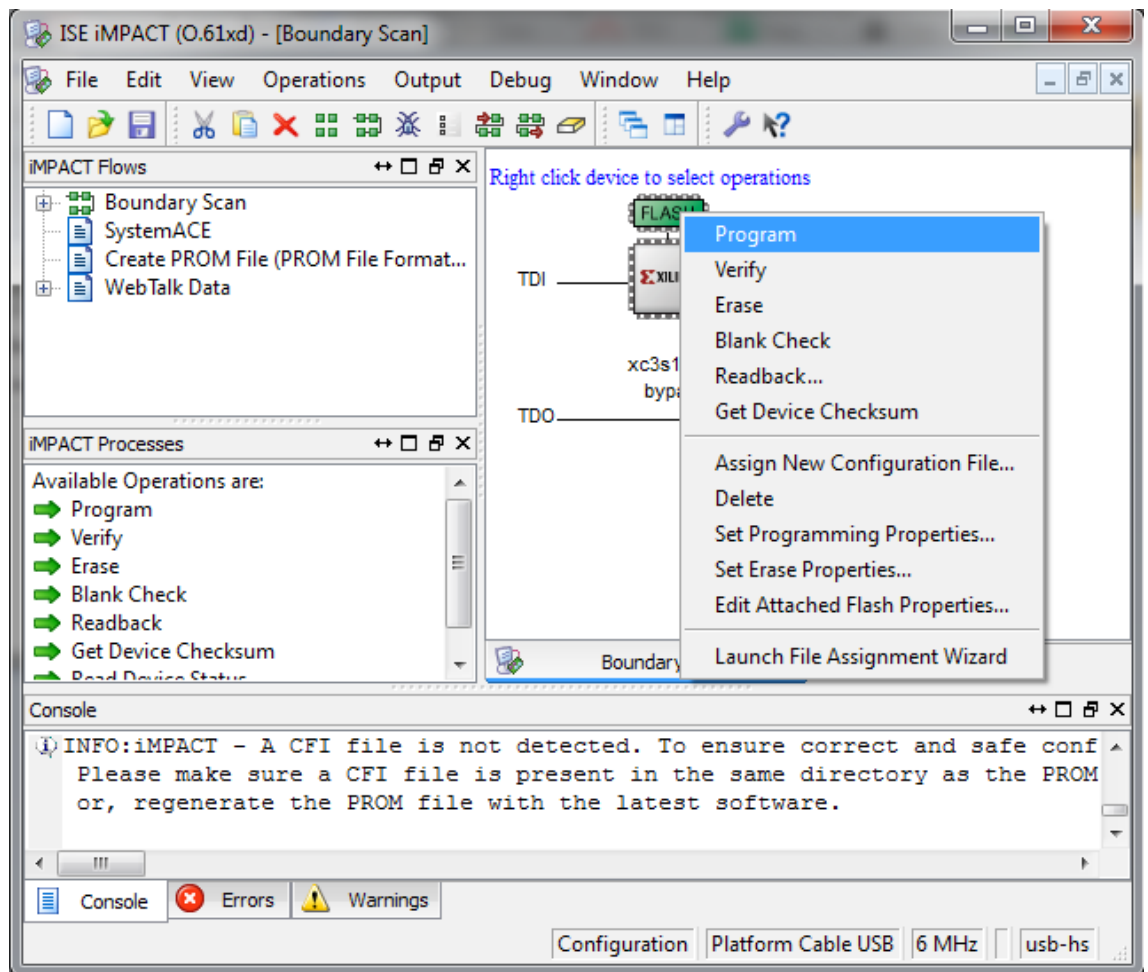 ISE iMPACT (O.61xd) - [Boundary Scan]
File Edit View Operations Output Debug Window Help
iMPACT Flows
Boundary Scan
SystemACE
Create PROM File (PROM File Format...
WebTalk Data
Right click device to select operations
FLASH
TDI
XILI
xc3s1
bypa
TDO
Program
Verify
Erase
Blank Check
Readback...
Get Device Checksum
Assign New Configuration File...
Delete
Set Programming Properties...
Set Erase Properties...
Edit Attached Flash Properties...
Launch File Assignment Wizard
iMPACT Processes
Available Operations are:
Program
Verify
Erase
Blank Check
Readback
Get Device Checksum
Read Device Status
Boundary
Console
INFO:iMPACT - A CFI file is not detected. To ensure correct and safe conf
Please make sure a CFI file is present in the same directory as the PROM
or, regenerate the PROM file with the latest software.
Console Errors Warnings
Configuration Platform Cable USB 6 MHz usb-hs